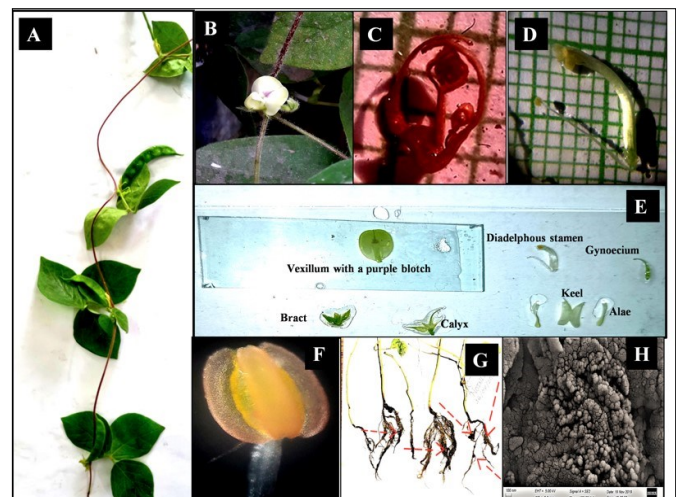 A
B
C
D
E
Vexillum with a purple blotch
Diadelphous stamen
Gynoecium
Bract
Calyx
Keel
Alae
F
G
H